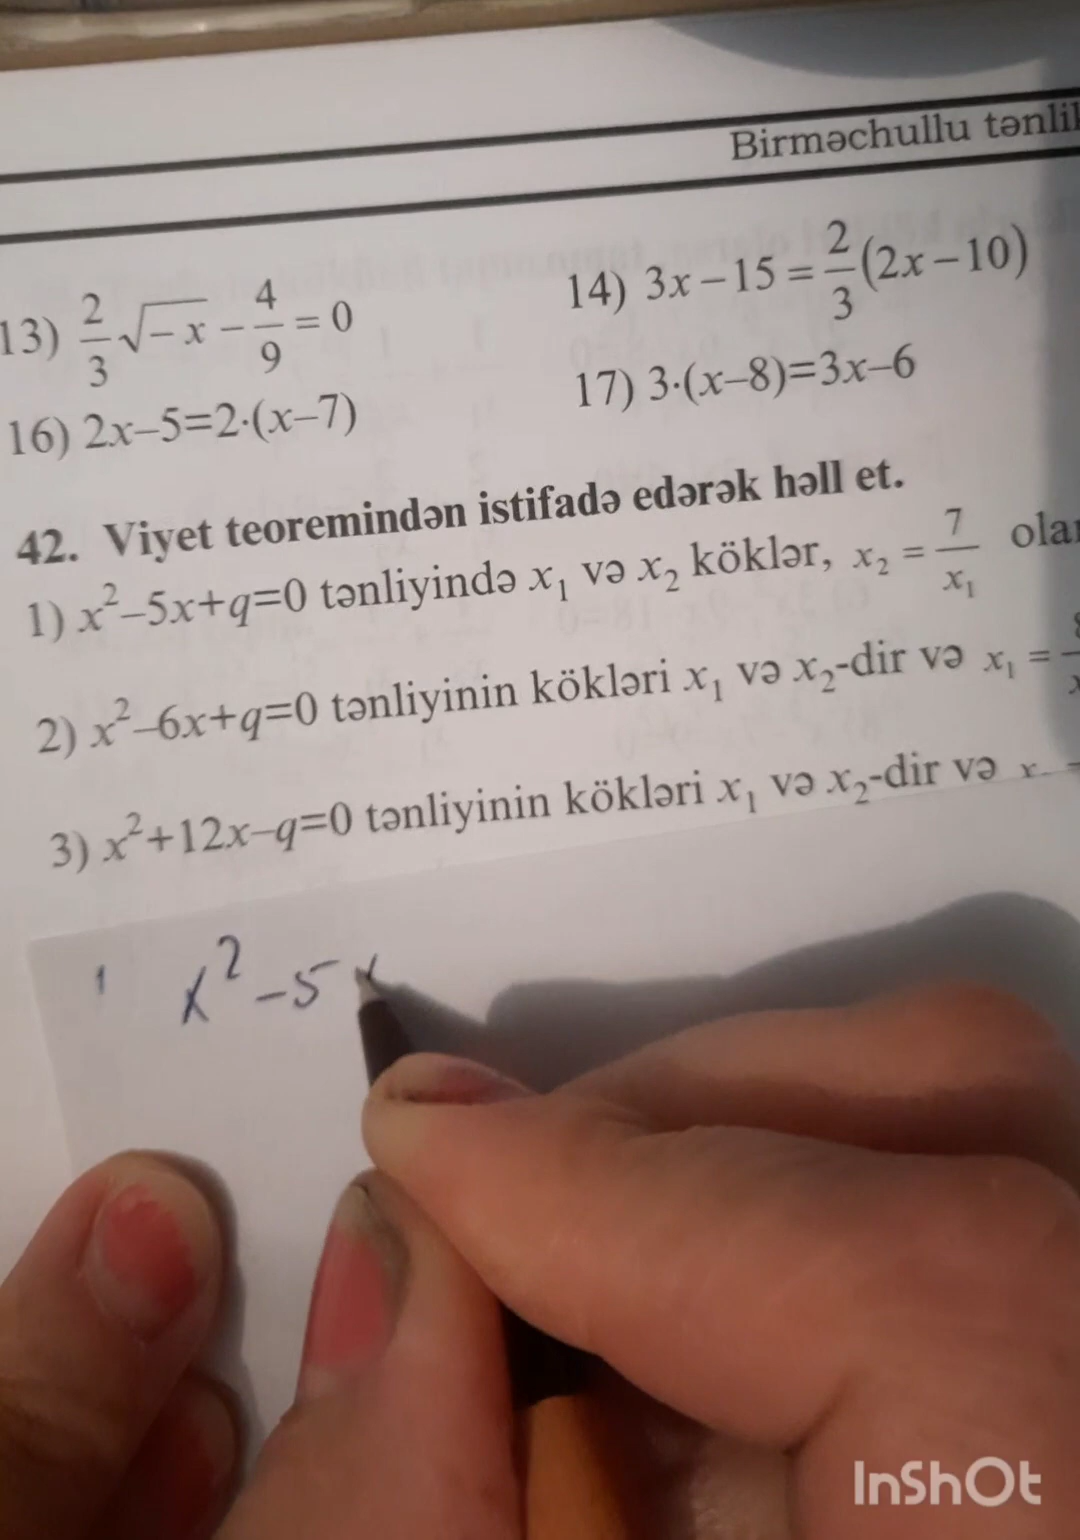 Birməchullu tənlik
13) 2/3 √−x − 4/9 = 0
14) 3x−15 = 2/3 (2x−10)
16) 2x–5=2·(x–7)
17) 3·(x–8)=3x–6
42. Viyet teoremindən istifadə edərək həll et.
1) x²–5x+q=0 tənliyində x₁ və x₂ köklər, x₂ = 7/x₁
2) x²–6x+q=0 tənliyinin kökləri x₁ və x₂-dir və x₁ =
3) x²+12x–q=0 tənliyinin kökləri x₁ və x₂-dir və
1 x² − 5x
InShOt